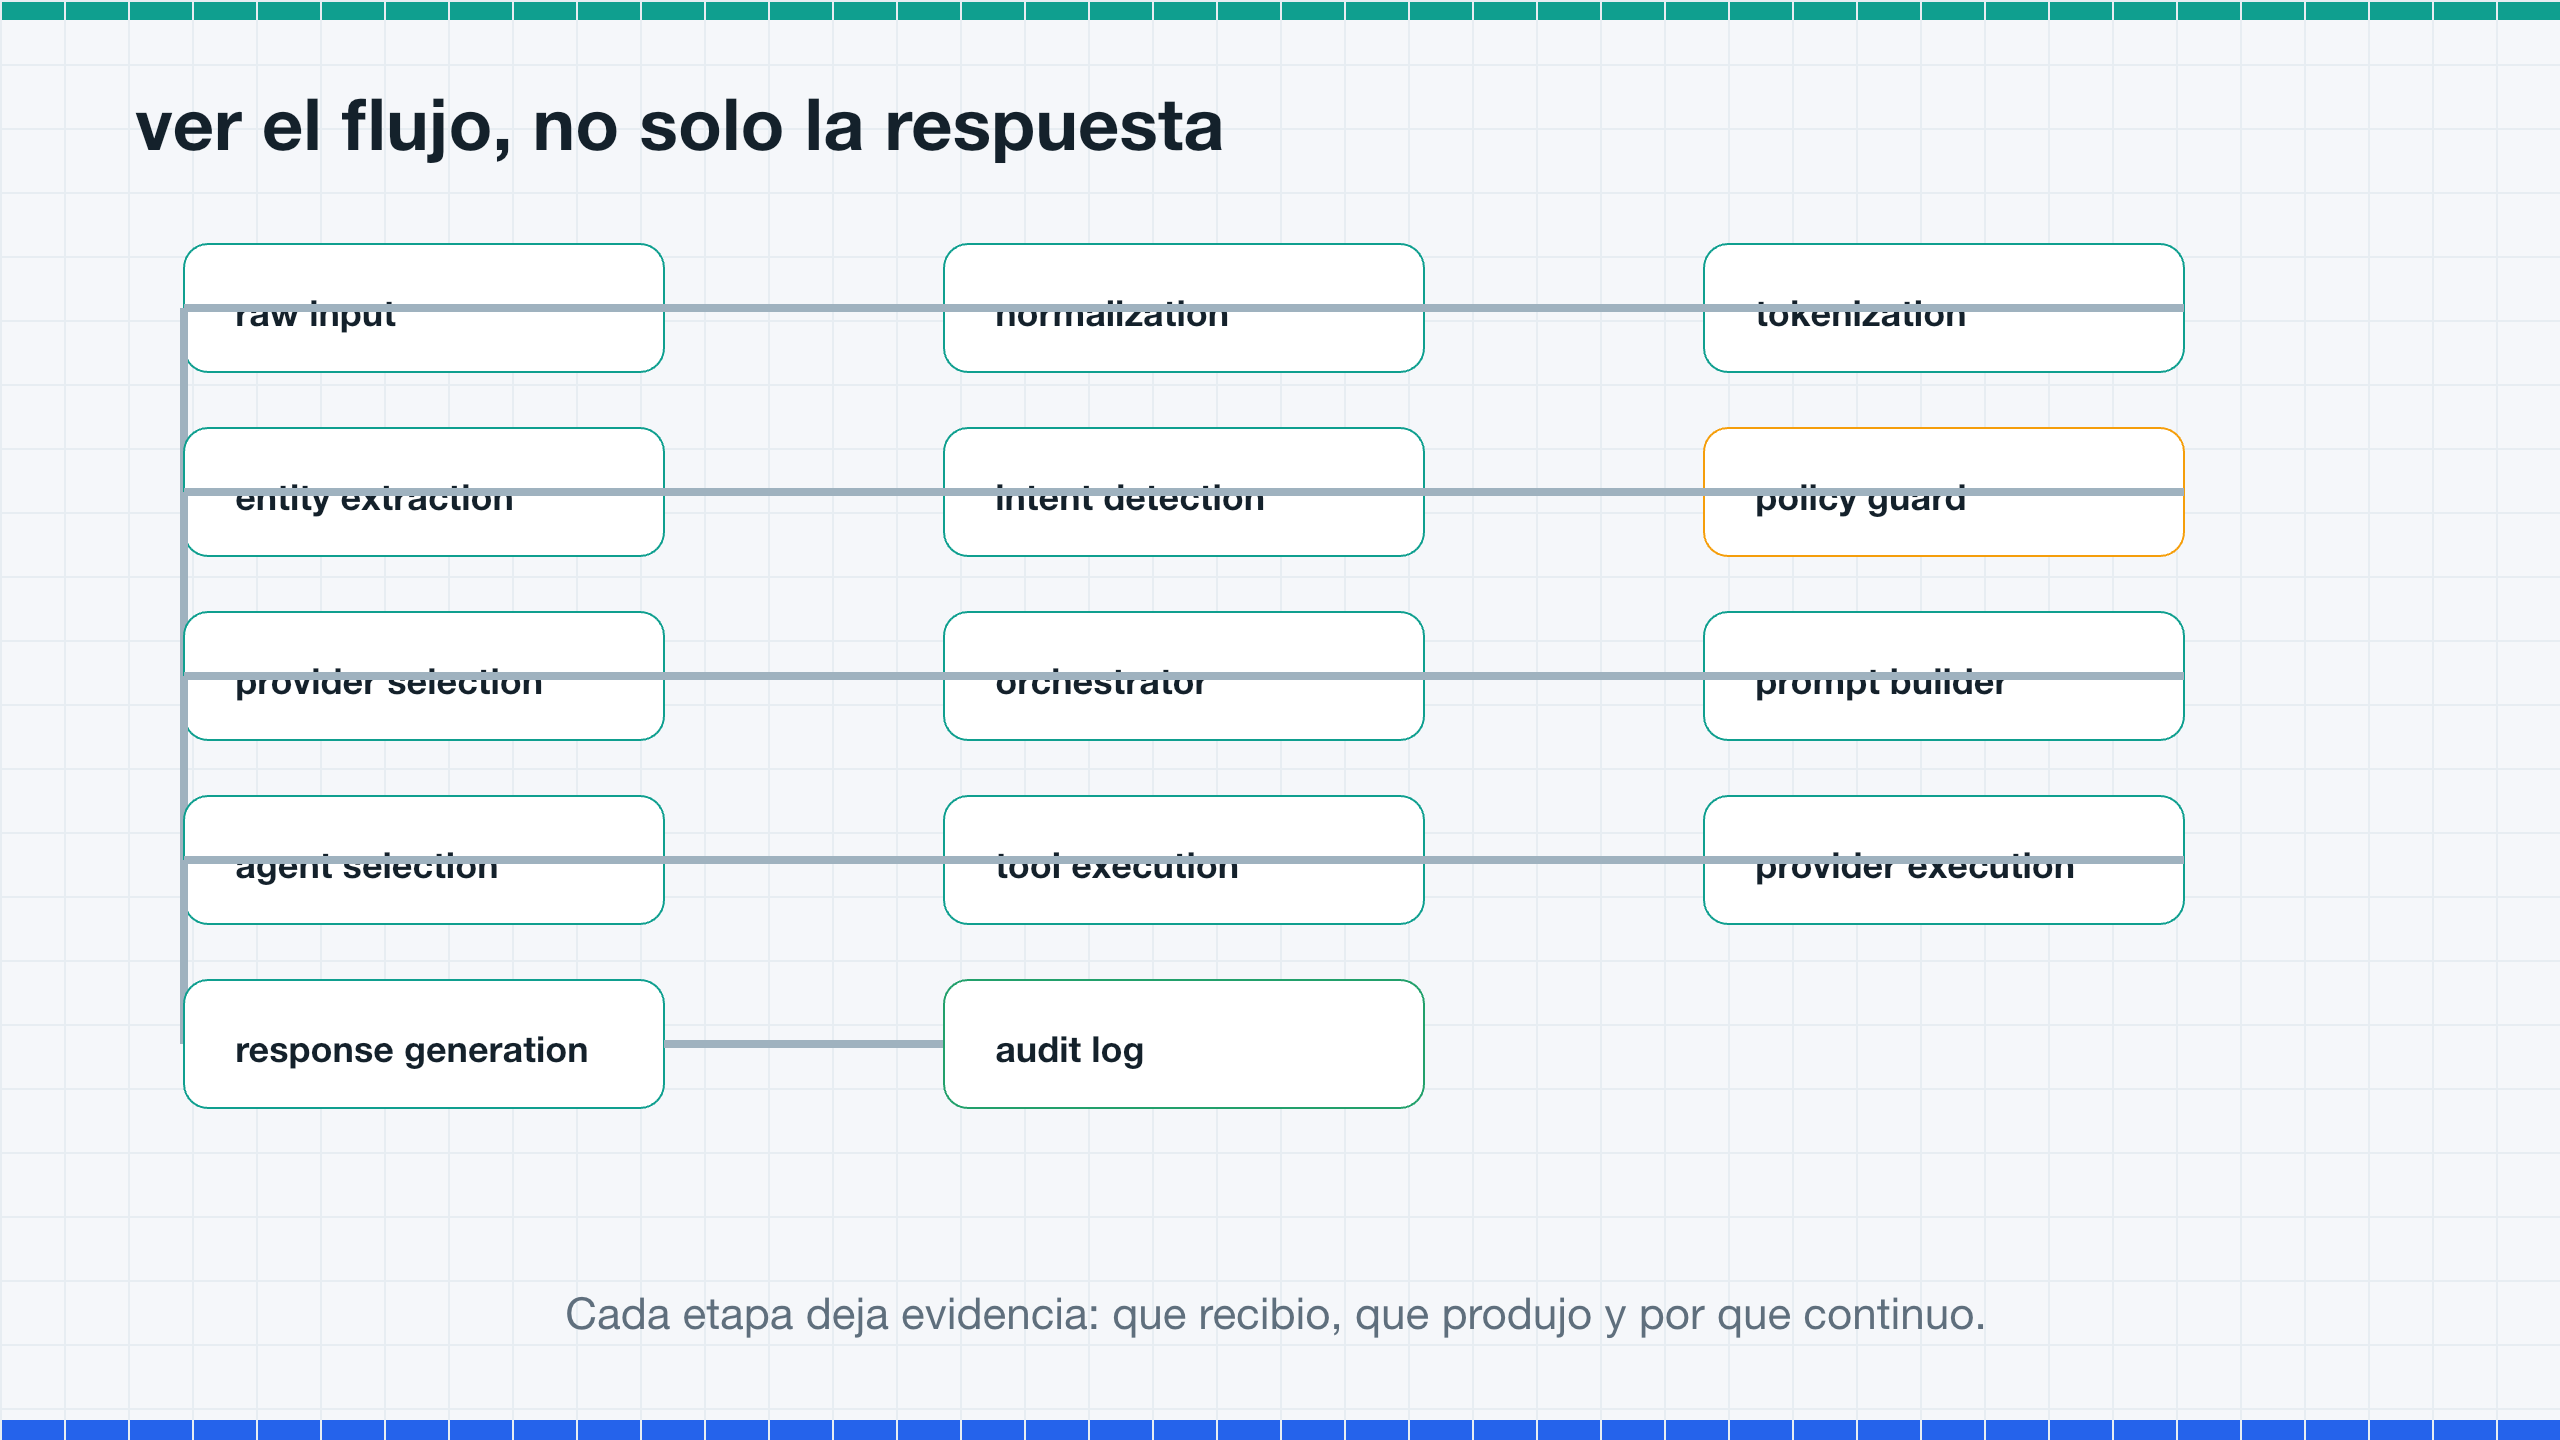 ver el flujo, no solo la respuesta
raw input
normalization
tokenization
entity extraction
intent detection
policy guard
provider selection
orchestrator
prompt builder
agent selection
tool execution
provider execution
response generation
audit log
Cada etapa deja evidencia: que recibio, que produjo y por que continuo.